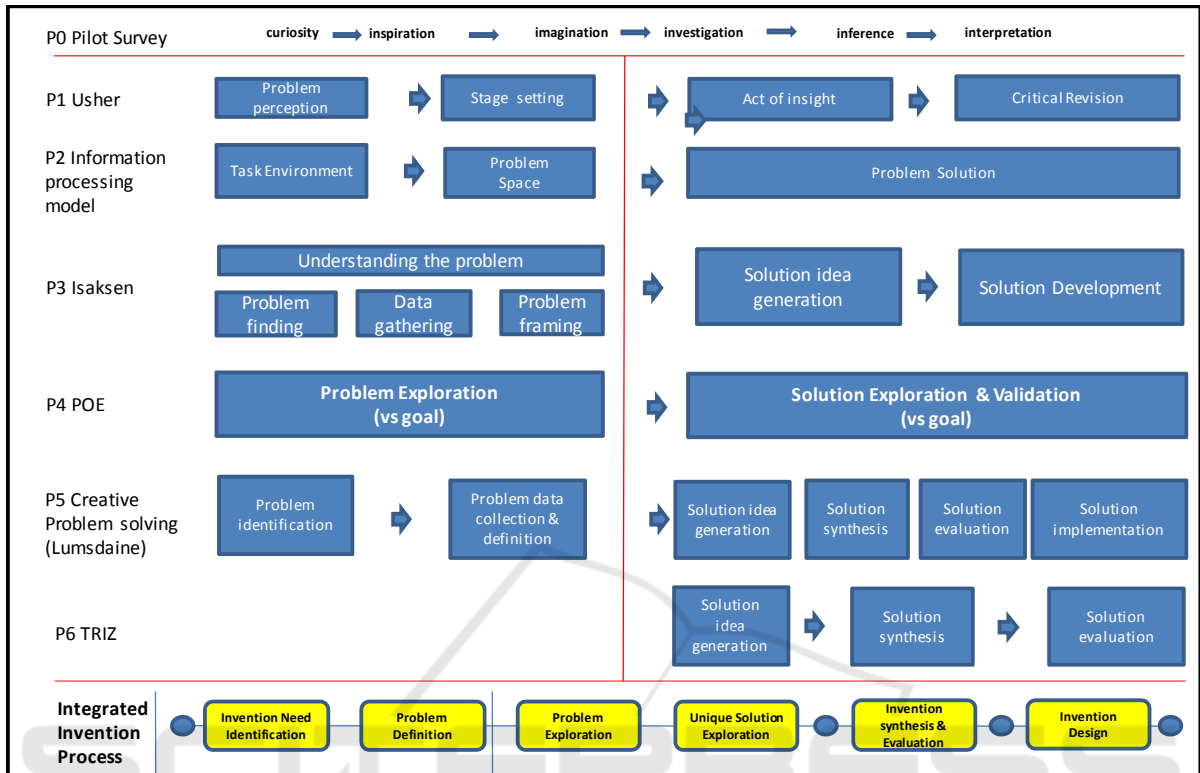 P0 Pilot Survey
curiosity inspiration imagination investigation inference interpretation
P1 Usher
Problem
perception
Stage setting
Act of insight
Critical Revision
P2 Information
processing
model
Task Environment
Problem
Space
Problem Solution
P3 Isaksen
Understanding the problem
Problem
finding
Data
gathering
Problem
framing
Solution idea
generation
Solution Development
P4 POE
Problem Exploration
(vs goal)
Solution Exploration & Validation
(vs goal)
P5 Creative
Problem solving
(Lumsdaine)
Problem
identification
Problem data
collection &
definition
Solution idea
generation
Solution
synthesis
Solution
evaluation
Solution
implementation
P6 TRIZ
Solution
idea
generation
Solution
synthesis
Solution
evaluation
Integrated
Invention
Process
Invention Need
Identification
Problem
Definition
Problem
Exploration
Unique Solution
Exploration
Invention
synthesis &
Evaluation
Invention
Design